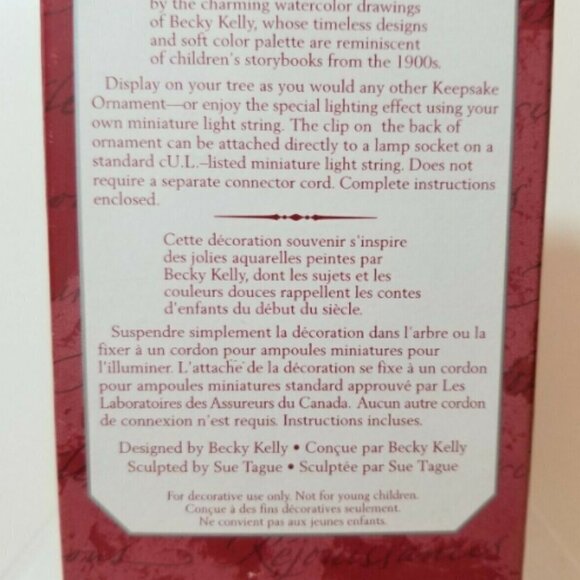 by the charming watercolor drawings
of Becky Kelly, whose timeless designs
and soft color palette are reminiscent
of children's storybooks from the 1900s.
Display on your tree as you would any other Keepsake
Ornament—or enjoy the special lighting effect using your
own miniature light string. The clip on the back of
ornament can be attached directly to a lamp socket on a
standard cU.L.–listed miniature light string. Does not
require a separate connector cord. Complete instructions
enclosed.
Cette décoration souvenir s'inspire
des jolies aquarelles peintes par
Becky Kelly, dont les sujets et les
couleurs douces rappellent les contes
d'enfants du début du siècle.
Suspendre simplement la décoration dans l'arbre ou la
fixer à un cordon pour ampoules miniatures pour
l'illuminer. L'attache de la décoration se fixe à un cordon
pour ampoules miniatures standard approuvé par Les
Laboratoires des Assureurs du Canada. Aucun autre cordon
de connexion n'est requis. Instructions incluses.
Designed by Becky Kelly • Conçue par Becky Kelly
Sculpted by Sue Tague • Sculptée par Sue Tague
For decorative use only. Not for young children.
Conçue à des fins décoratives seulement.
Ne convient pas aux jeunes enfants.
Réjouissances